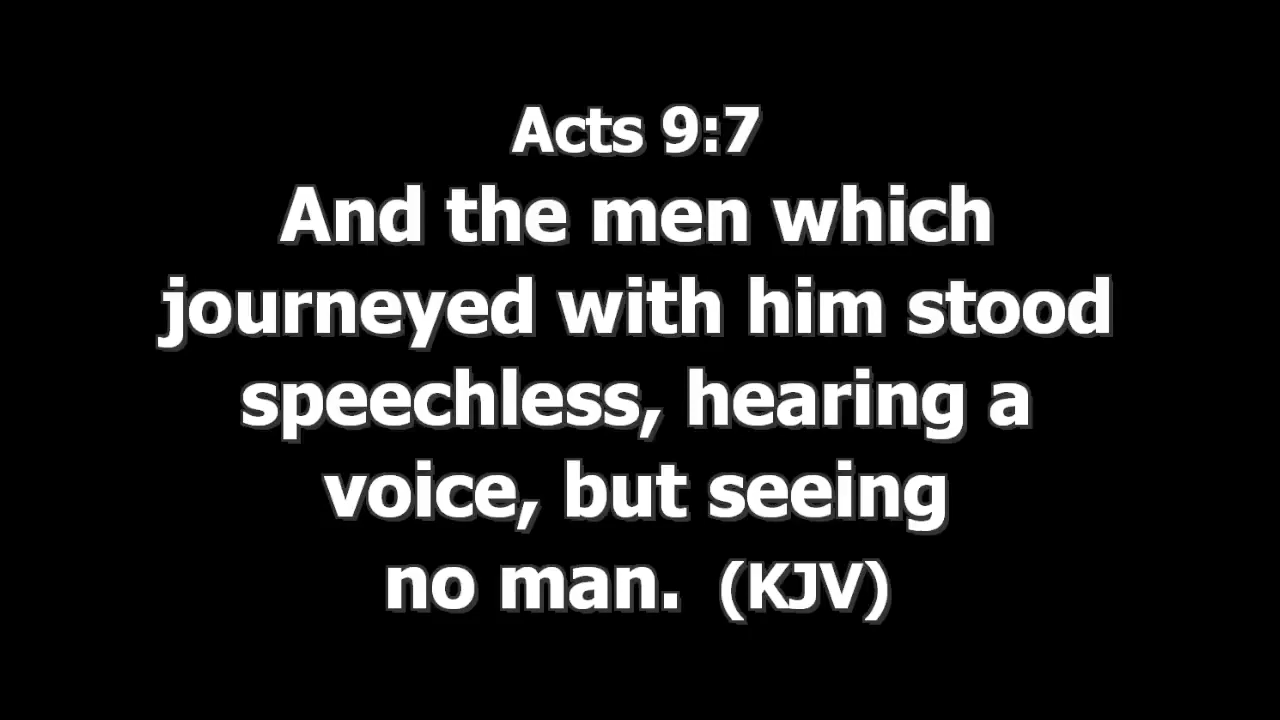 Acts 9:7
And the men which
journeyed with him stood
speechless, hearing a
voice, but seeing
no man.  (KJV)